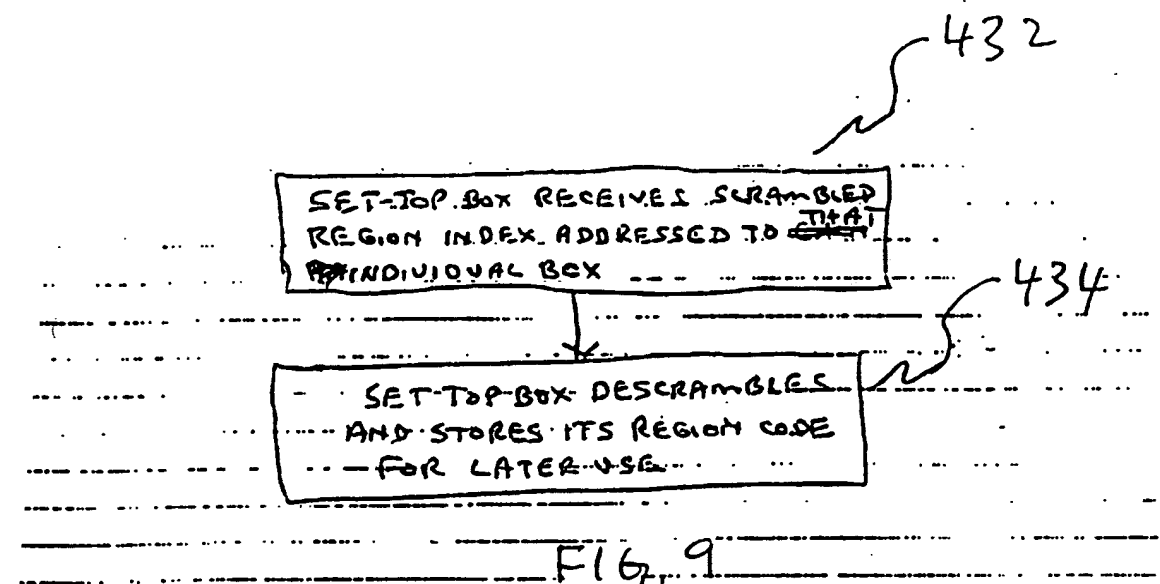 432
SET-TOP BOX RECEIVES SCRAMBLED
REGION INDEX ADDRESSED TO THAT
INDIVIDUAL BOX
434
SET-TOP-BOX DESCRAMBLES
AND STORES ITS REGION CODE
FOR LATER USE
FIG. 9